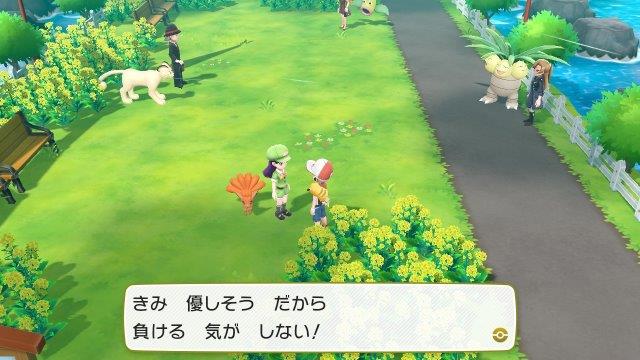 きみ　優しそう　だから
負ける　気が　しない！